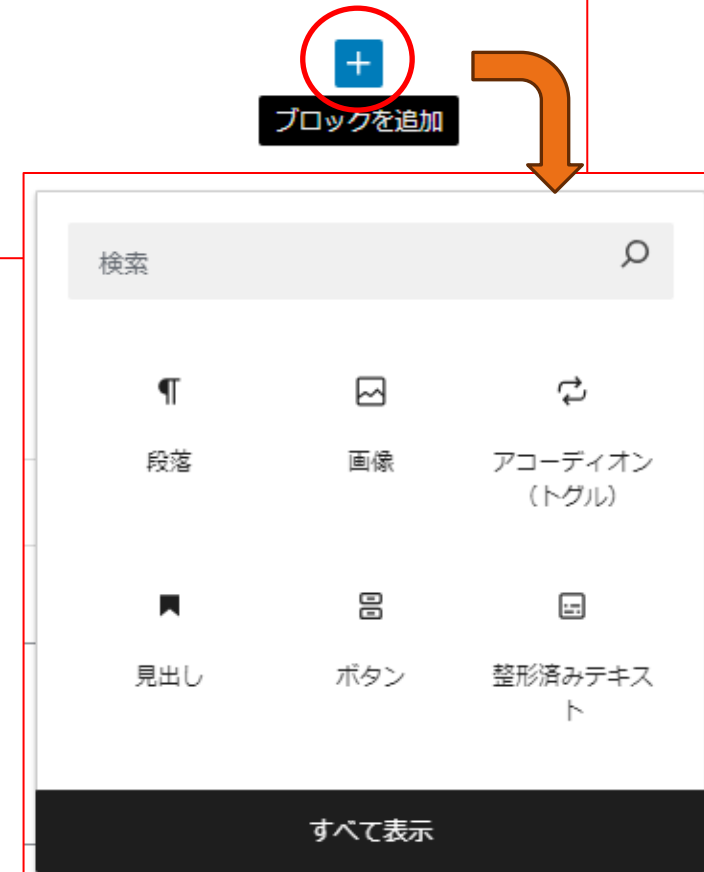 ブロックを追加
検索
段落
画像
アコーディオン
（トグル）
見出し
ボタン
整形済みテキス
ト
すべて表示